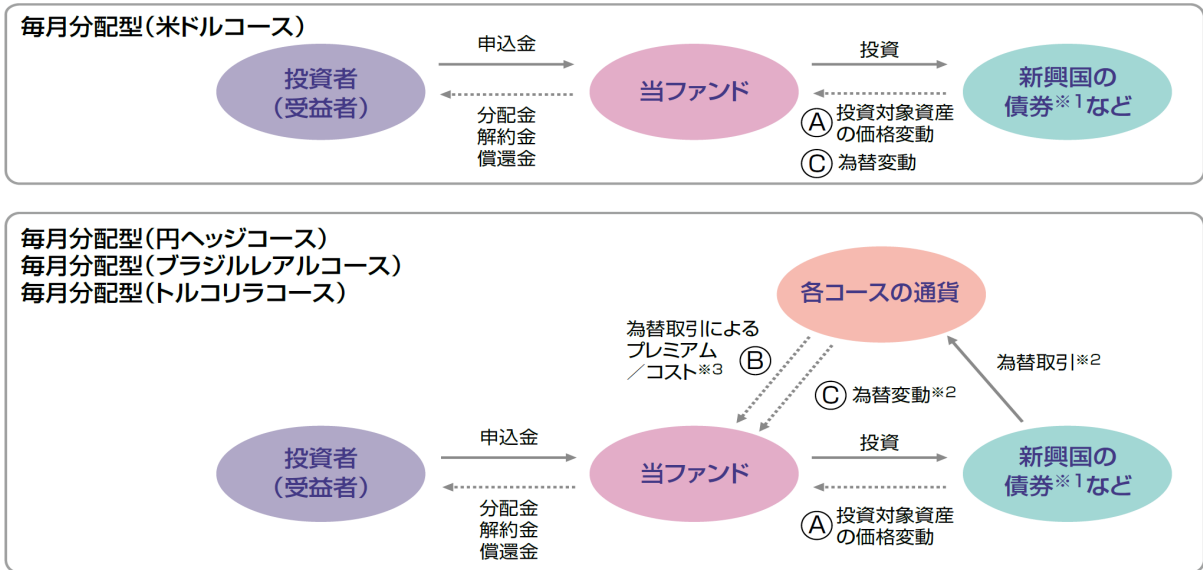 毎月分配型(米ドルコース)
投資者
(受益者)
申込金
分配金
解約金
償還金
当ファンド
投資
Ⓐ 投資対象資産
の価格変動
Ⓒ 為替変動
新興国の
債券※1など
毎月分配型(円ヘッジコース)
毎月分配型(ブラジルレアルコース)
毎月分配型(トルコリラコース)
各コースの通貨
為替取引による
プレミアム
/コスト※3
Ⓑ
Ⓒ 為替変動※2
為替取引※2
投資者
(受益者)
申込金
分配金
解約金
償還金
当ファンド
投資
Ⓐ 投資対象資産
の価格変動
新興国の
債券※1など